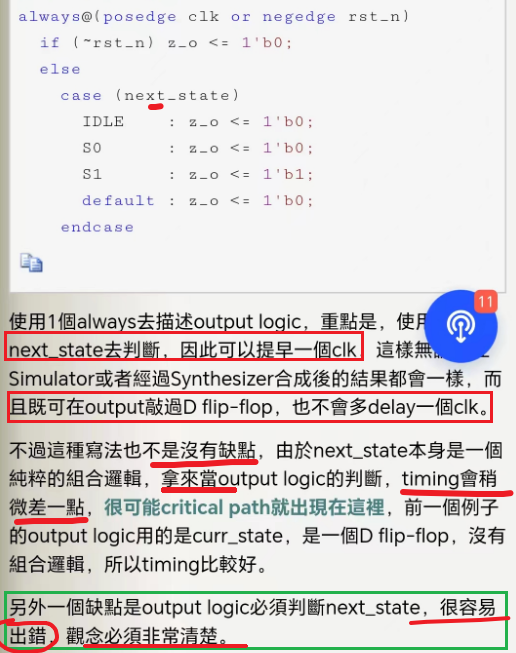 always@(posedge clk or negedge rst_n)
if (~rst_n) z_o <= 1'b0;
else
case (next_state)
IDLE : z_o <= 1'b0;
S0 : z_o <= 1'b0;
S1 : z_o <= 1'b1;
default : z_o <= 1'b0;
endcase
11
使用1個always去描述output logic，重點是，使用
next_state去判斷，因此可以提早一個clk，這樣無
Simulator或者經過Synthesizer合成後的結果都會一樣，而
且既可在output敲過D flip-flop，也不會多delay一個clk。
不過這種寫法也不是沒有缺點，由於next_state本身是一個
純粹的組合邏輯，拿來當output logic的判斷，timing會稍
微差一點，很可能critical path就出現在這裡，前一個例子
的output logic用的是curr_state，是一個D flip-flop，沒有
組合邏輯，所以timing比較好。
另外一個缺點是output logic必須判斷next_state，很容易
出錯，觀念必須非常清楚。